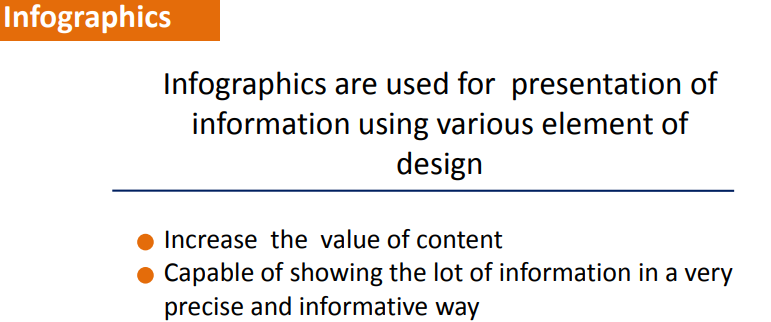 Infographics
Infographics are used for  presentation of
information using various element of
design
Increase  the  value of content
Capable of showing the lot of information in a very
precise and informative way